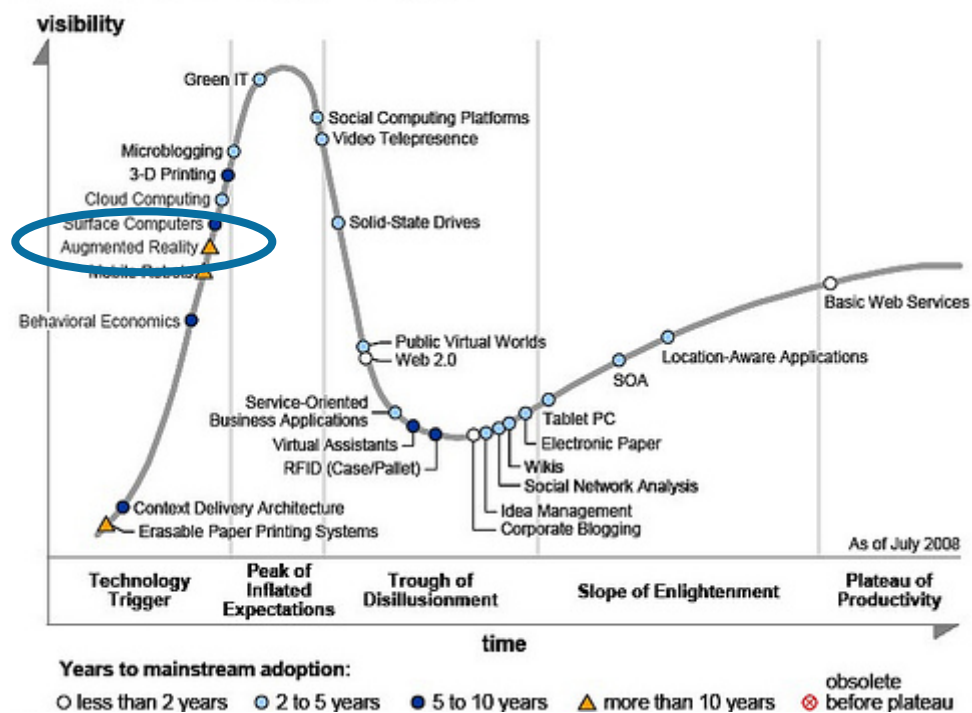 visibility
Green IT
Social Computing Platforms
Video Telepresence
Microblogging
3-D Printing
Cloud Computing
Solid-State Drives
Surface Computers
Augmented Reality
Mobile Robots
Basic Web Services
Behavioral Economics
Public Virtual Worlds
Web 2.0
Location-Aware Applications
SOA
Service-Oriented
Business Applications
Tablet PC
Virtual Assistants
Electronic Paper
RFID (Case/Pallet)
Wikis
Social Network Analysis
Context Delivery Architecture
Idea Management
Erasable Paper Printing Systems
Corporate Blogging
As of July 2008
Technology
Trigger
Peak of
Inflated
Expectations
Trough of
Disillusionment
Slope of Enlightenment
Plateau of
Productivity
time
Years to mainstream adoption:
less than 2 years
2 to 5 years
5 to 10 years
more than 10 years
obsolete
before plateau